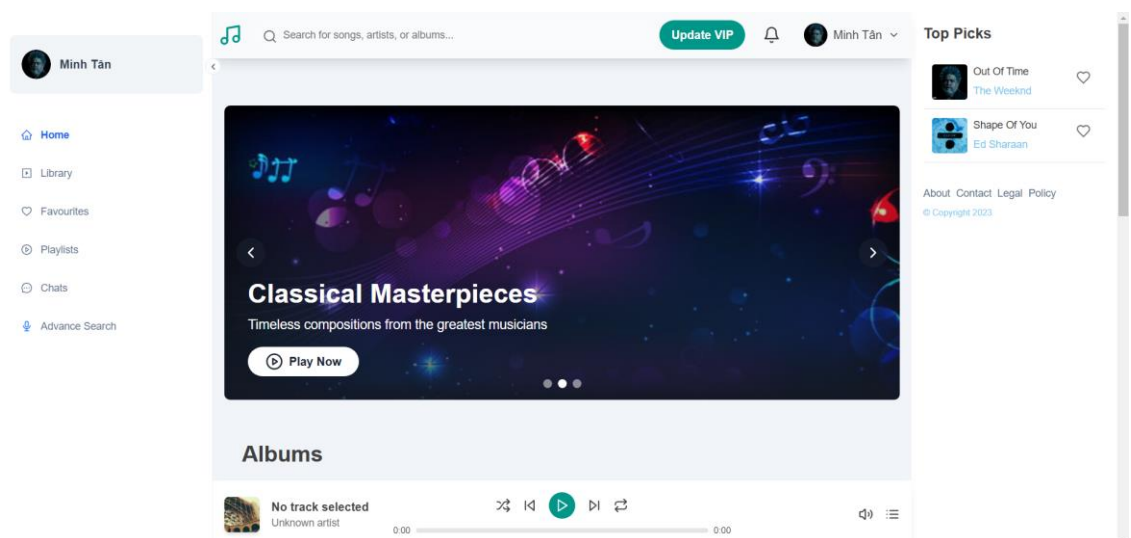 Minh Tân
Home
Library
Favourites
Playlists
Chats
Advance Search
Search for songs, artists, or albums...
Update VIP
Minh Tân
Classical Masterpieces
Timeless compositions from the greatest musicians
Play Now
Albums
No track selected
Unknown artist
0:00
0:00
Top Picks
Out Of Time
The Weeknd
Shape Of You
Ed Sharaan
About Contact Legal Policy
© Copyright 2023